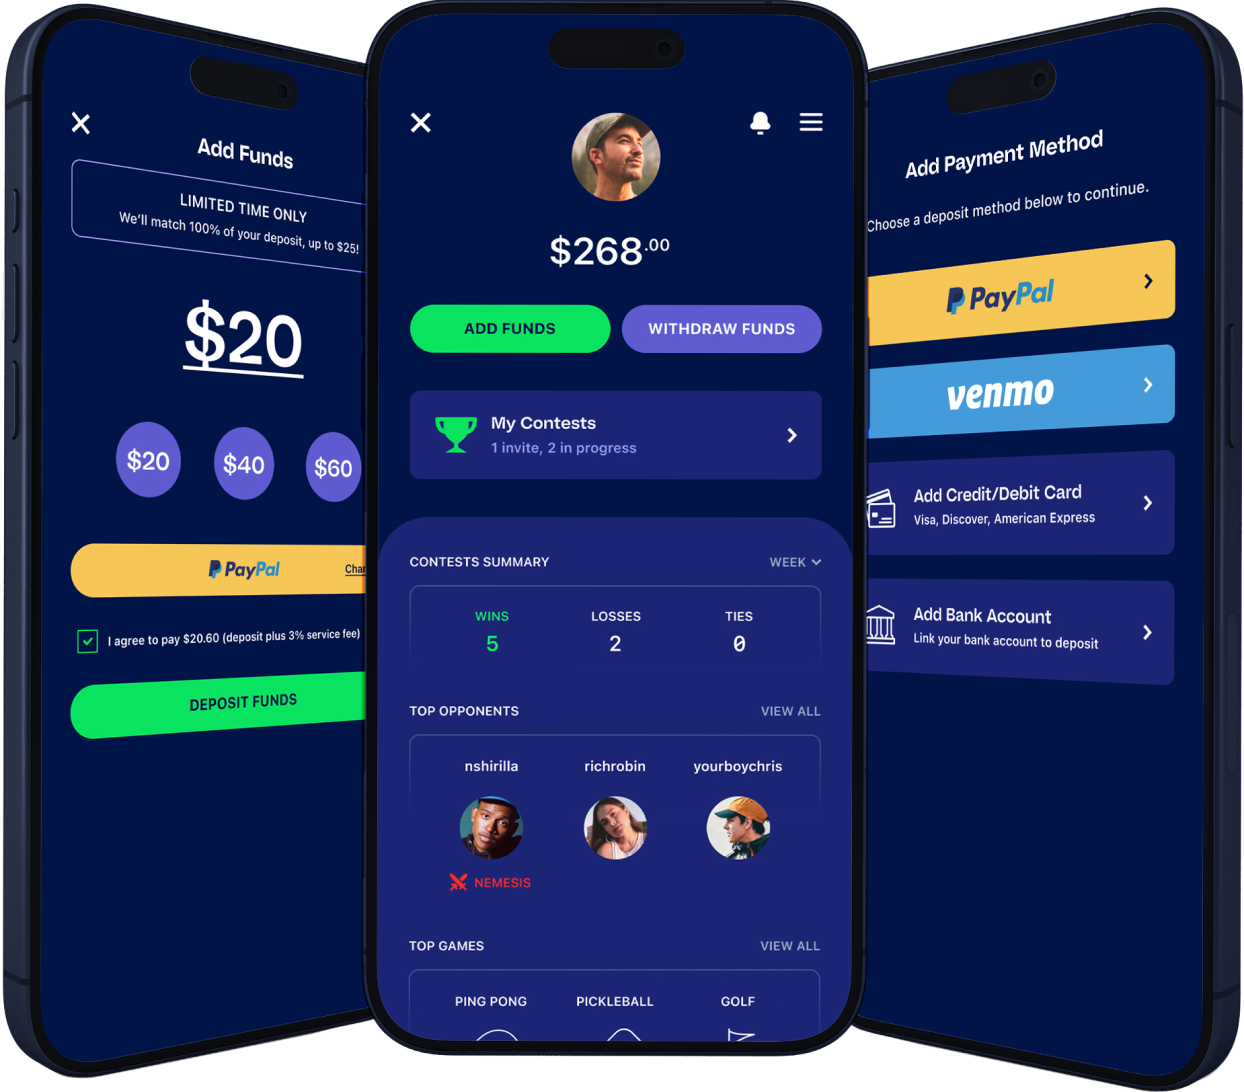 Add Funds
LIMITED TIME ONLY
We'll match 100% of your deposit, up to $25!
$20
$20
$40
$60
PayPal
I agree to pay $20.60 (deposit plus 3% service fee)
DEPOSIT FUNDS
$268.00
ADD FUNDS
WITHDRAW FUNDS
My Contests
1 invite, 2 in progress
CONTESTS SUMMARY
WEEK
WINS
LOSSES
TIES
5
2
0
TOP OPPONENTS
VIEW ALL
nshirilla
richrobin
yourboychris
NEMESIS
TOP GAMES
VIEW ALL
PING PONG
PICKLEBALL
GOLF
Add Payment Method
Choose a deposit method below to continue.
PayPal
venmo
Add Credit/Debit Card
Visa, Discover, American Express
Add Bank Account
Link your bank account to deposit